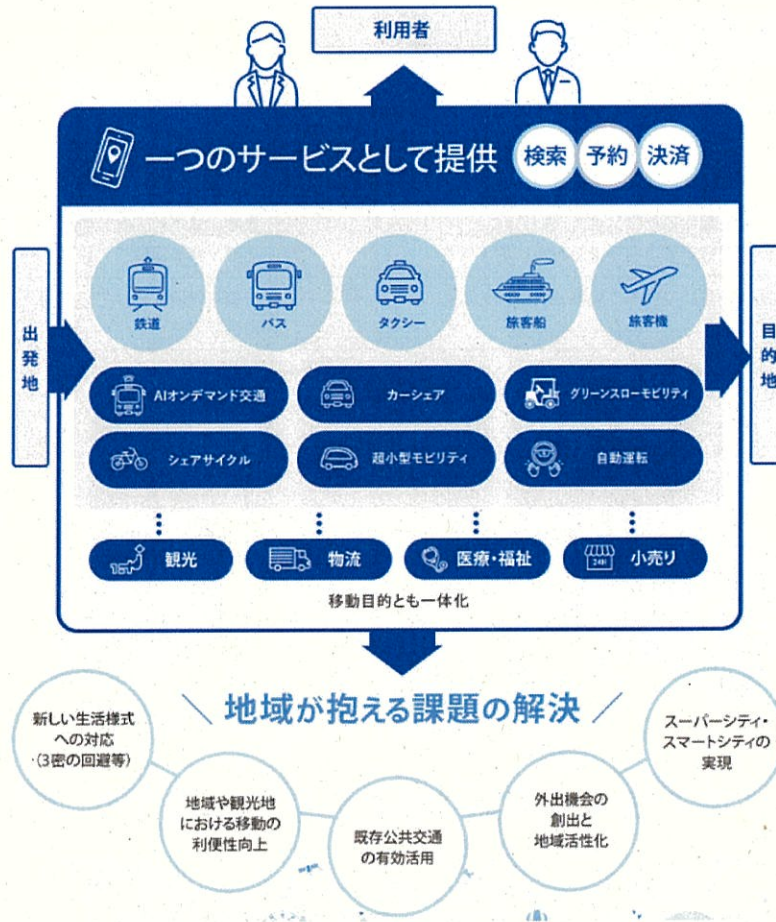 利用者
一つのサービスとして提供 検索 予約 決済
出発地
目的地
鉄道 バス タクシー 旅客船 旅客機
AIオンデマンド交通 カーシェア グリーンスローモビリティ
シェアサイクル 超小型モビリティ 自動運転
観光 物流 医療・福祉 小売り
24H
移動目的とも一体化
地域が抱える課題の解決
新しい生活様式
への対応
(3密の回避等)
地域や観光地
における移動の
利便性向上
既存公共交通
の有効活用
外出機会の
創出と
地域活性化
スーパーシティ・
スマートシティの
実現